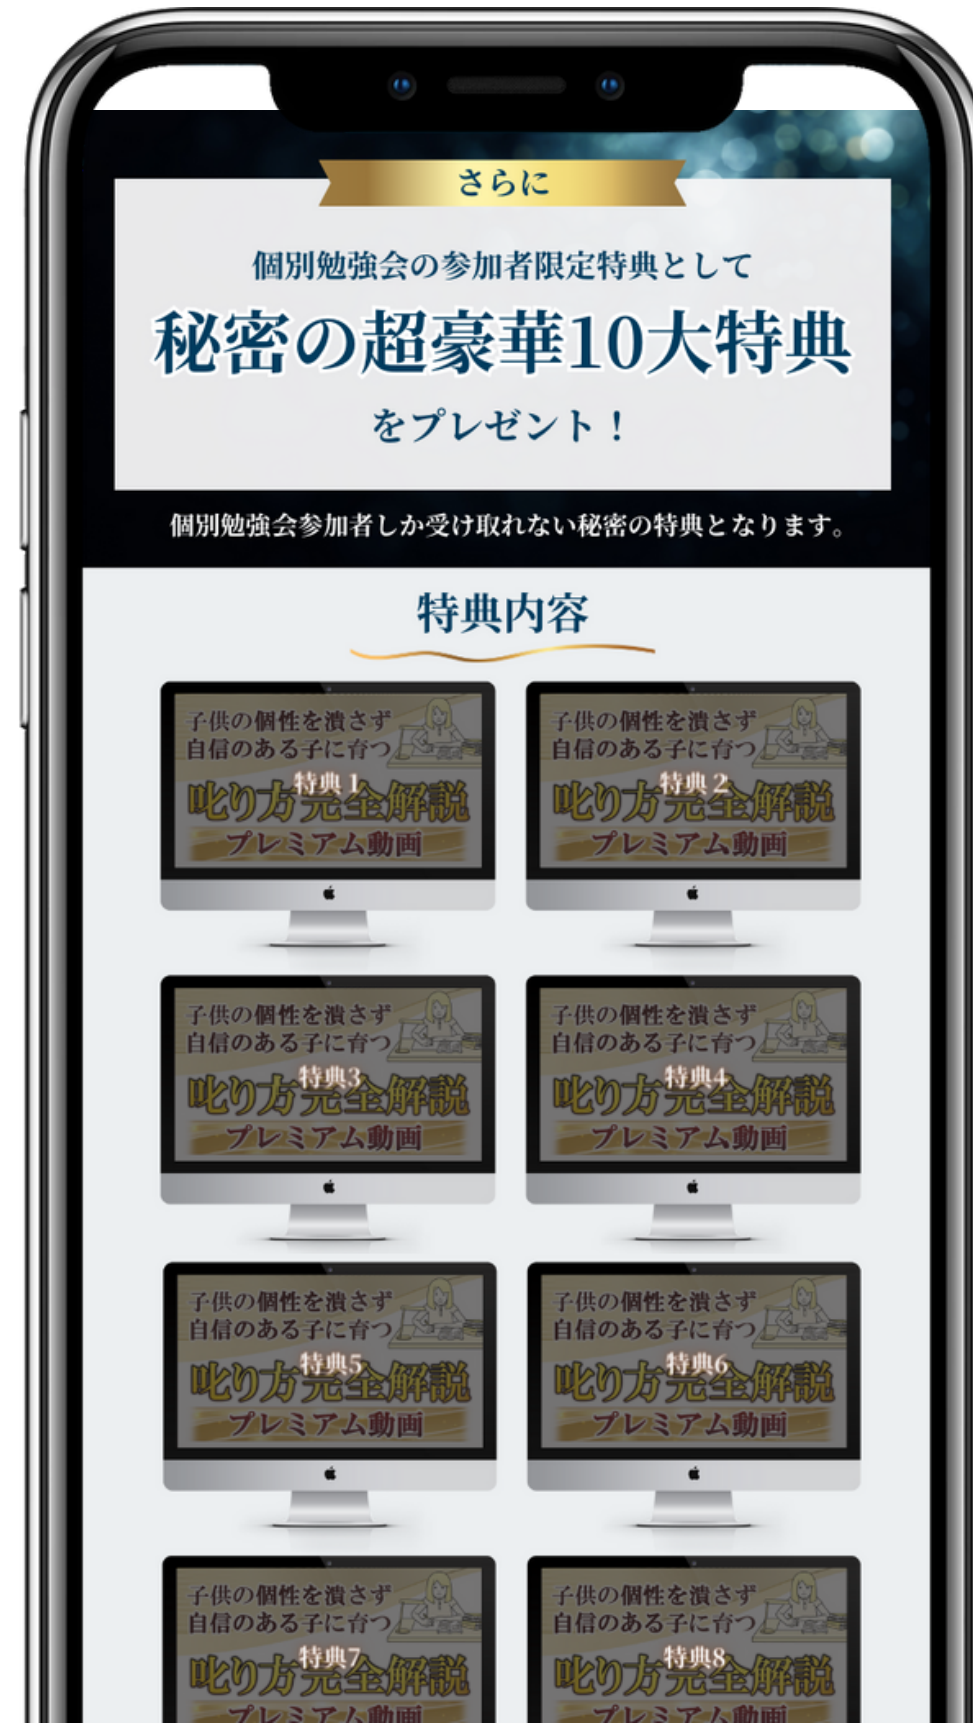 さらに
個別勉強会の参加者限定特典として
秘密の超豪華10大特典
をプレゼント！
個別勉強会参加者しか受け取れない秘密の特典となります。
特典内容
子供の個性を潰さず
自信のある子に育つ
特典1
叱り方完全解説
プレミアム動画
子供の個性を潰さず
自信のある子に育つ
特典2
叱り方完全解説
プレミアム動画
子供の個性を潰さず
自信のある子に育つ
特典3
叱り方完全解説
プレミアム動画
子供の個性を潰さず
自信のある子に育つ
特典4
叱り方完全解説
プレミアム動画
子供の個性を潰さず
自信のある子に育つ
特典5
叱り方完全解説
プレミアム動画
子供の個性を潰さず
自信のある子に育つ
特典6
叱り方完全解説
プレミアム動画
子供の個性を潰さず
自信のある子に育つ
特典7
叱り方完全解説
プレミアム動画
子供の個性を潰さず
自信のある子に育つ
特典8
叱り方完全解説
プレミアム動画